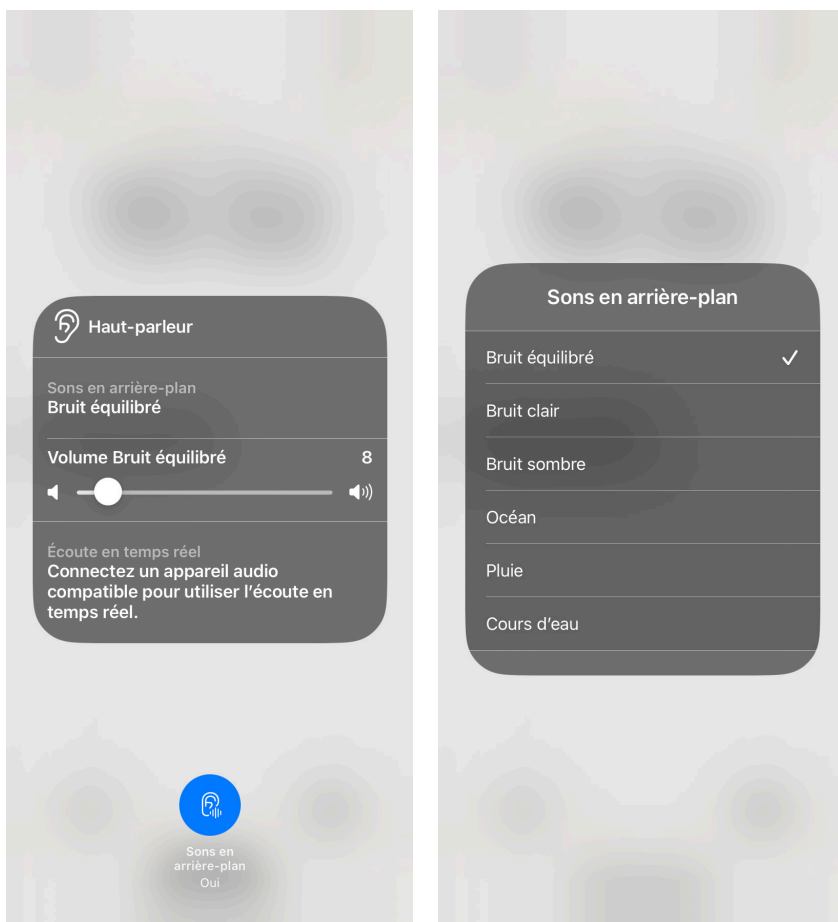 Haut-parleur
Sons en arrière-plan
Bruit équilibré
Volume Bruit équilibré 8
Écoute en temps réel
Connectez un appareil audio
compatible pour utiliser l’écoute en
temps réel.
Sons en
arrière-plan
Oui
Sons en arrière-plan
Bruit équilibré
Bruit clair
Bruit sombre
Océan
Pluie
Cours d’eau